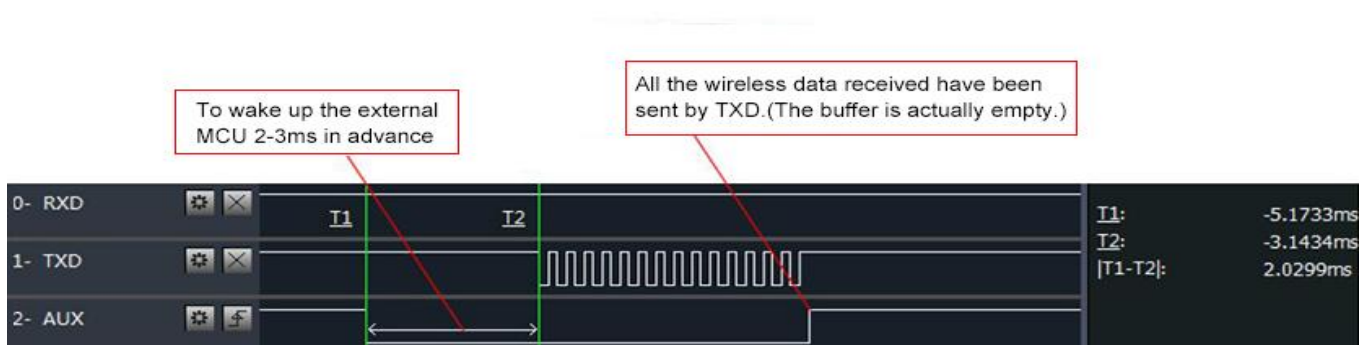 All the wireless data received have been
sent by TXD.(The buffer is actually empty.)
To wake up the external
MCU 2-3ms in advance
0- RXD
T1
T2
T1:
-5.1733ms
T2:
-3.1434ms
1- TXD
|T1-T2|:
2.0299ms
2- AUX